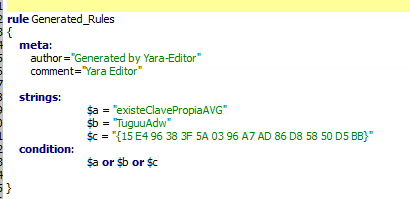 rule Generated_Rules
{
meta:
author="Generated by Yara-Editor"
comment="Yara Editor"
strings:
$a = "existeClavePropiaAVG"
$b = "TuguuAdw"
$c = "{15 E4 96 38 3F 5A 03 96 A7 AD 86 D8 58 50 D5 BB}"
condition:
$a or $b or $c
}